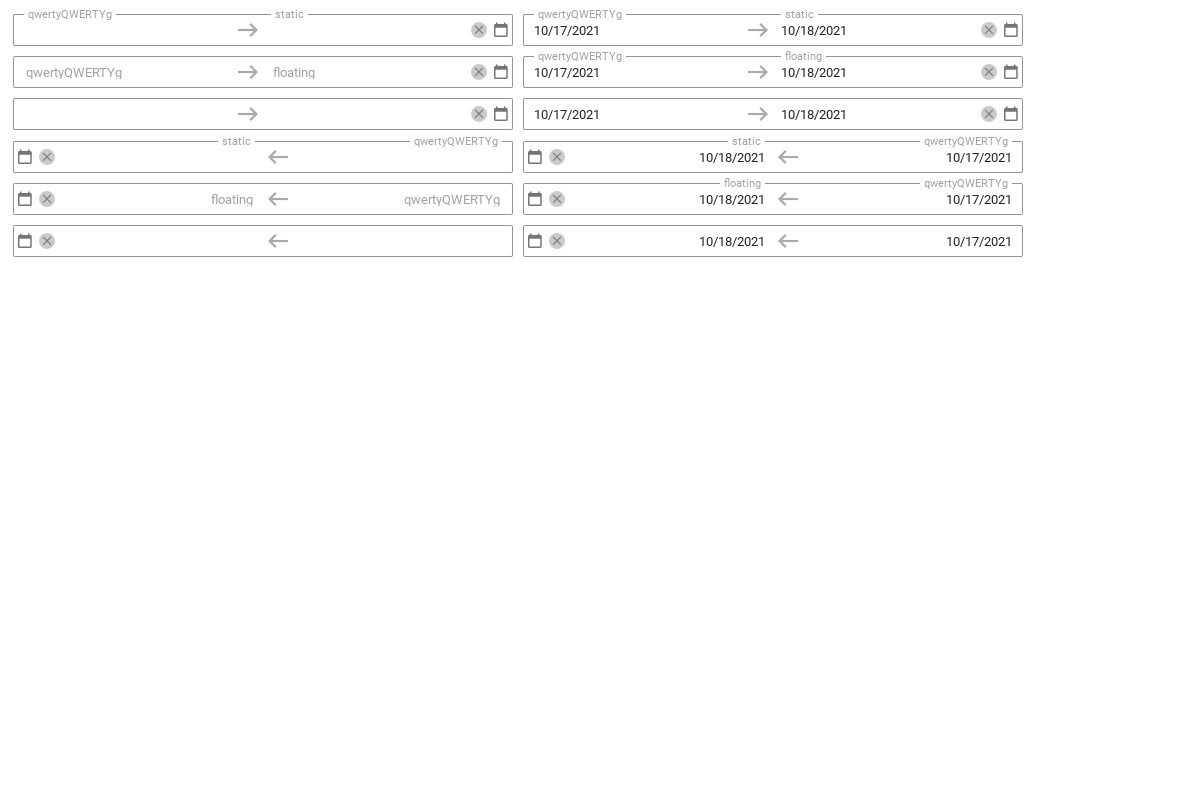 qwertyQWERTYg static qwertyQWERTYg static
10/17/2021 10/18/2021
qwertyQWERTYg floating
qwertyQWERTYg floating 10/17/2021 10/18/2021
10/17/2021 10/18/2021
static qwertyQWERTYg static qwertyQWERTYg
10/18/2021 10/17/2021
floating qwertyQWERTYg
floating qwertyQWERTYg 10/18/2021 10/17/2021
10/18/2021 10/17/2021